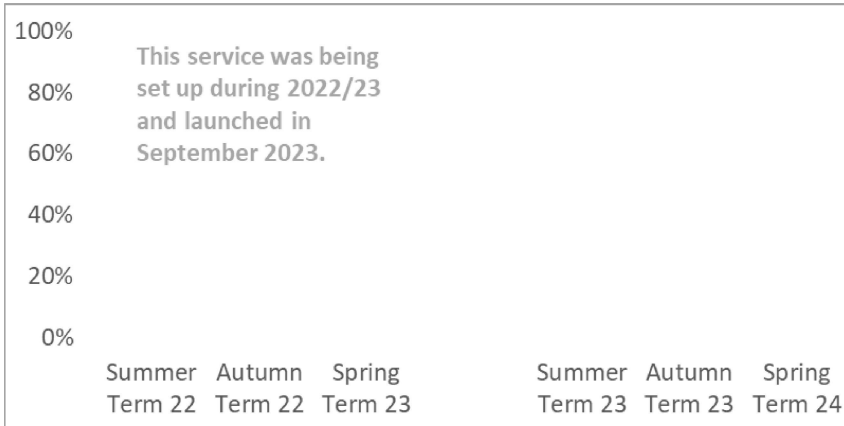 100%
This service was being
80%
set up during 2022/23
and launched in
60%
September 2023.
40%
20%
0%
Summer Autumn Spring Summer Autumn Spring
Term 22 Term 22 Term 23 Term 23 Term 23 Term 24